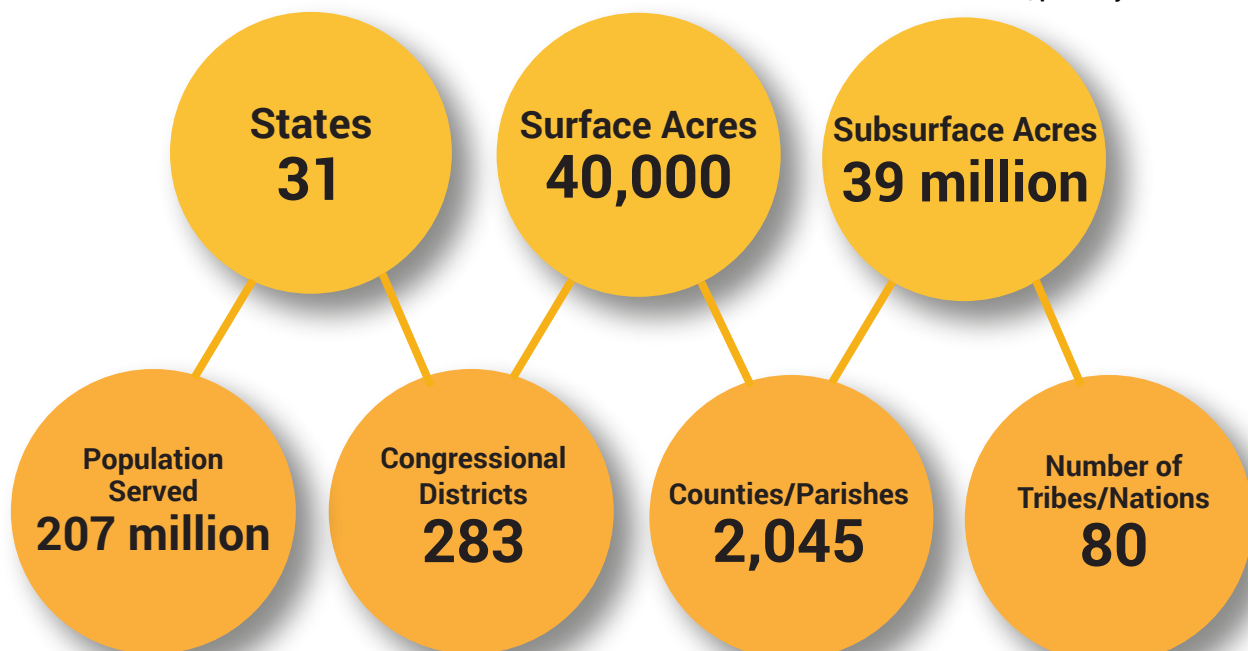 States
31
Surface Acres
40,000
Subsurface Acres
39 million
Population
Served
207 million
Congressional
Districts
283
Counties/Parishes
2,045
Number of
Tribes/Nations
80